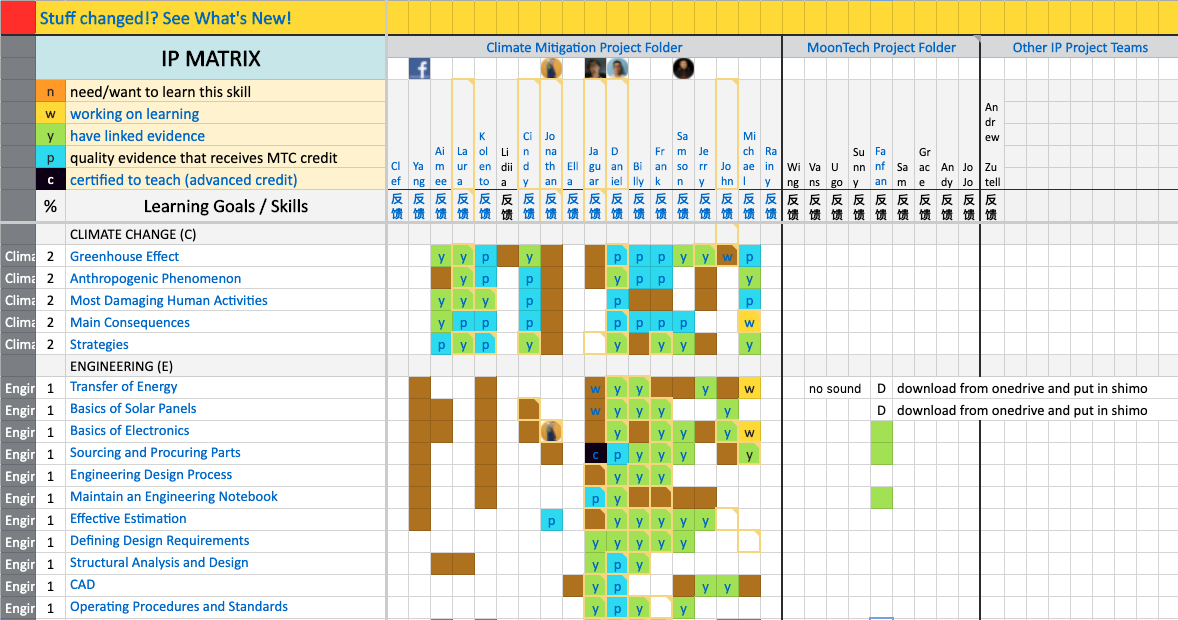 Stuff changed!? See What's New!
IP MATRIX
Climate Mitigation Project Folder
MoonTech Project Folder
Other IP Project Teams
n need/want to learn this skill
w working on learning
y have linked evidence
p quality evidence that receives MTC credit
c certified to teach (advanced credit)
Clef Yang Aimee Laura Kolento Lidiia Cindy Jonathan Ella Jaguar Daniel Billy Frank Samson Jerry John Michael Rainy Wing Vans Ugo Sunny Fanfan Sam Grace Andy JoJo Andrew Zutell
% Learning Goals / Skills 反馈 反馈 反馈 反馈 反馈 反馈 反馈 反馈 反馈 反馈 反馈 反馈 反馈 反馈 反馈 反馈 反馈 反馈 反馈 反馈 反馈 反馈 反馈 反馈 反馈 反馈 反馈 反馈
CLIMATE CHANGE (C)
Clima 2 Greenhouse Effect y y p y p p p y y w p
Clima 2 Anthropogenic Phenomenon y p p y p p y
Clima 2 Most Damaging Human Activities y y y p p p
Clima 2 Main Consequences y p p p p p p p w
Clima 2 Strategies p y p y y y y y
ENGINEERING (E)
Engir 1 Transfer of Energy w y y y w no sound D download from onedrive and put in shimo
Engir 1 Basics of Solar Panels w y y y y D download from onedrive and put in shimo
Engir 1 Basics of Electronics y y y y w
Engir 1 Sourcing and Procuring Parts c p y y y y
Engir 1 Engineering Design Process y y y
Engir 1 Maintain an Engineering Notebook p y
Engir 1 Effective Estimation p y y y y y
Engir 1 Defining Design Requirements y y y y y
Engir 1 Structural Analysis and Design y p y
Engir 1 CAD y p y y
Engir 1 Operating Procedures and Standards y p y y